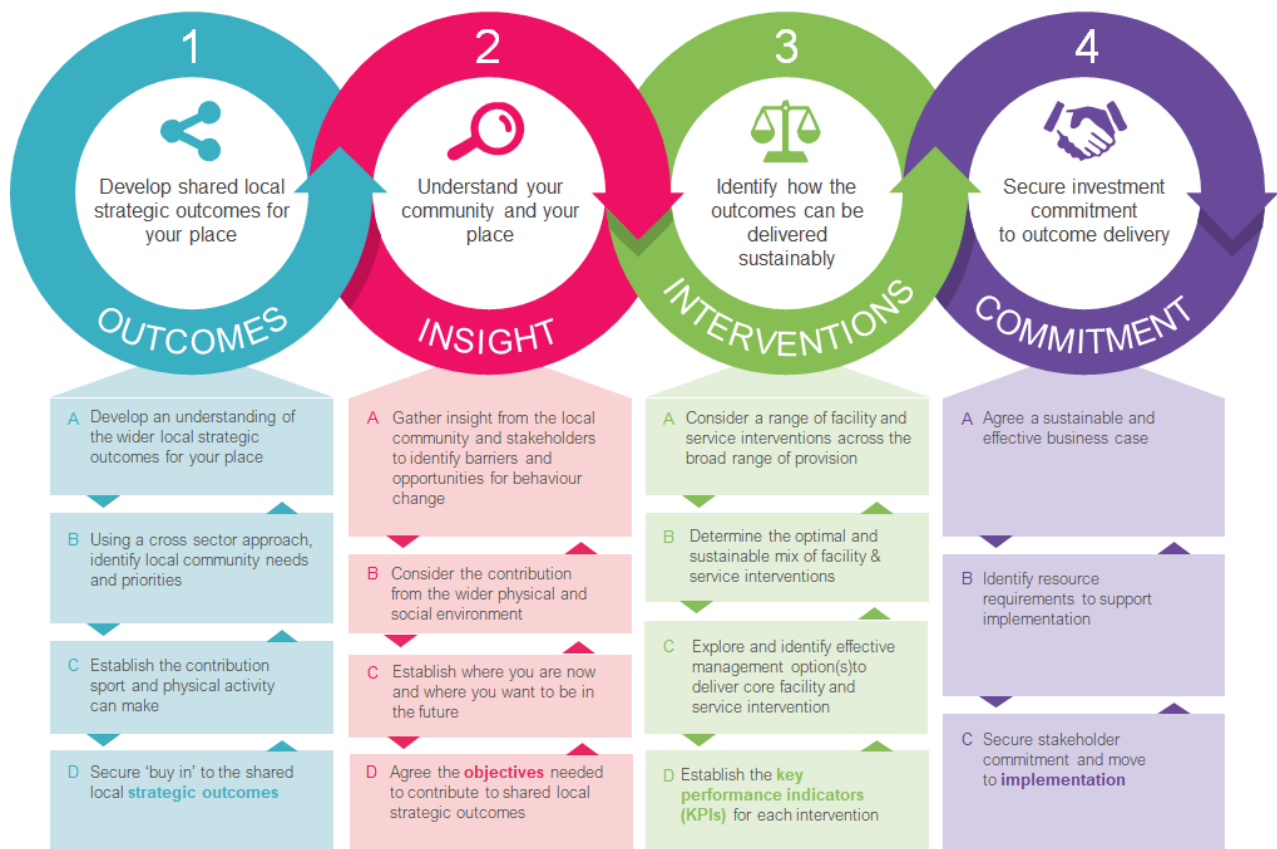 1
Develop shared local
strategic outcomes for
your place
OUTCOMES
2
Understand your
community and your
place
INSIGHT
3
Identify how the
outcomes can be
delivered
sustainably
INTERVENTIONS
4
Secure investment
commitment
to outcome delivery
COMMITMENT
A Develop an understanding of
the wider local strategic
outcomes for your place
B Using a cross sector approach,
identify local community needs
and priorities
C Establish the contribution
sport and physical activity
can make
D Secure ‘buy in’ to the shared
local strategic outcomes
A Gather insight from the local
community and stakeholders
to identify barriers and
opportunities for behaviour
change
B Consider the contribution
from the wider physical and
social environment
C Establish where you are now
and where you want to be in
the future
D Agree the objectives needed
to contribute to shared local
strategic outcomes
A Consider a range of facility and
service interventions across the
broad range of provision
B Determine the optimal and
sustainable mix of facility &
service interventions
C Explore and identify effective
management option(s)to
deliver core facility and
service intervention
D Establish the key
performance indicators
(KPIs) for each intervention
A Agree a sustainable and
effective business case
B Identify resource
requirements to support
implementation
C Secure stakeholder
commitment and move
to implementation